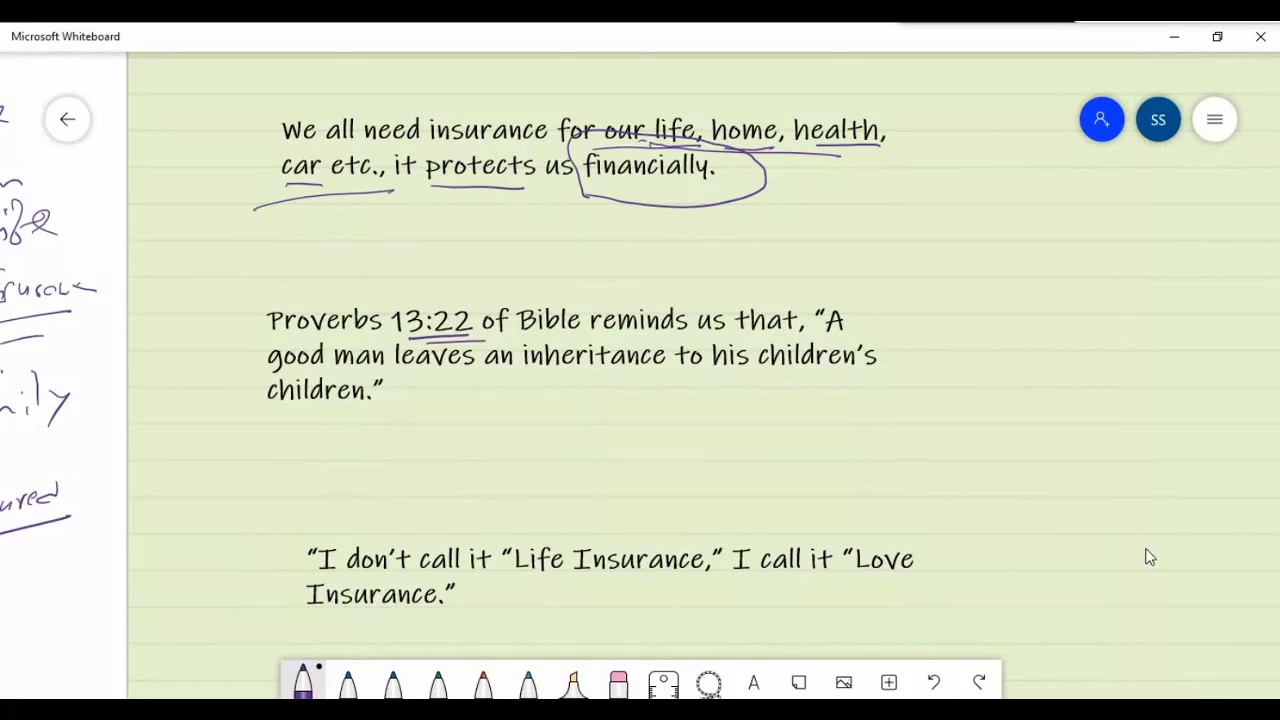 Microsoft Whiteboard
We all need insurance for our life, home, health,
car etc., it protects us financially.
SS
Proverbs 13:22 of Bible reminds us that, “A
good man leaves an inheritance to his children’s
children.”
“I don’t call it “Life Insurance,” I call it “Love
Insurance.”
A